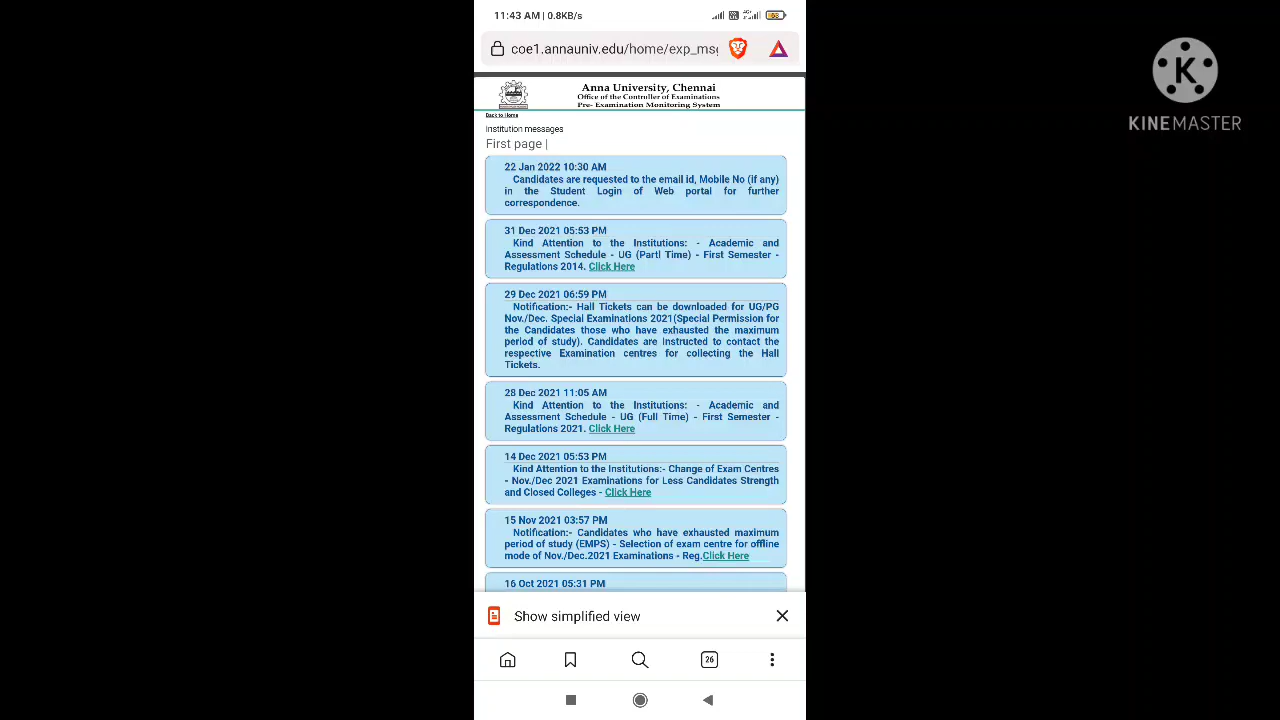 11:43 AM | 0.8KB/s
4G+
63
coe1.annauniv.edu/home/exp_msg
Anna University, Chennai
Office of the Controller of Examinations
Pre- Examination Monitoring System
Back to Home
Institution messages
First page |
22 Jan 2022 10:30 AM
Candidates are requested to the email id, Mobile No (if any)
in the Student Login of Web portal for further
correspondence.
31 Dec 2021 05:53 PM
Kind Attention to the Institutions: - Academic and
Assessment Schedule - UG (Partl Time) - First Semester -
Regulations 2014. Click Here
29 Dec 2021 06:59 PM
Notification:- Hall Tickets can be downloaded for UG/PG
Nov./Dec. Special Examinations 2021(Special Permission for
the Candidates those who have exhausted the maximum
period of study). Candidates are instructed to contact the
respective Examination centres for collecting the Hall
Tickets.
28 Dec 2021 11:05 AM
Kind Attention to the Institutions: - Academic and
Assessment Schedule - UG (Full Time) - First Semester -
Regulations 2021. Click Here
14 Dec 2021 05:53 PM
Kind Attention to the Institutions:- Change of Exam Centres
- Nov./Dec 2021 Examinations for Less Candidates Strength
and Closed Colleges - Click Here
15 Nov 2021 03:57 PM
Notification:- Candidates who have exhausted maximum
period of study (EMPS) - Selection of exam centre for offline
mode of Nov./Dec.2021 Examinations - Reg.Click Here
16 Oct 2021 05:31 PM
Show simplified view
26
K
KINEMASTER